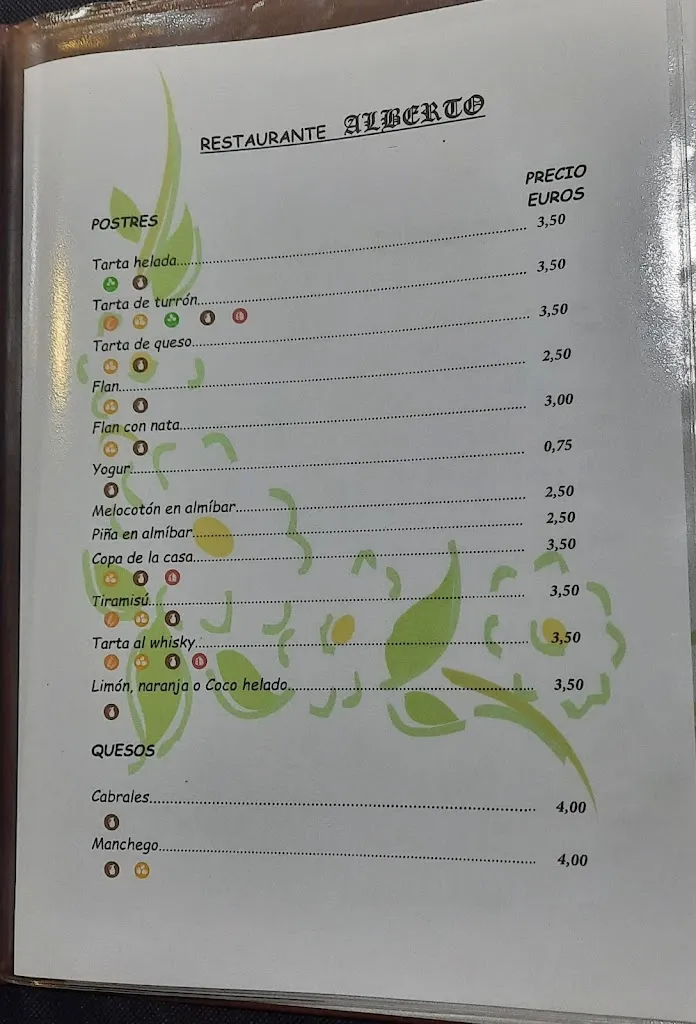 RESTAURANTE ALBERTO
PRECIO
EUROS
POSTRES
Tarta helada 3,50
Tarta de turrón 3,50
Tarta de queso 3,50
Flan 2,50
Flan con nata 3,00
Yogur 0,75
Melocotón en almíbar 2,50
Piña en almíbar 2,50
Copa de la casa 3,50
Tiramisú 3,50
Tarta al whisky 3,50
Limón, naranja o Coco helado 3,50
QUESOS
Cabrales 4,00
Manchego 4,00